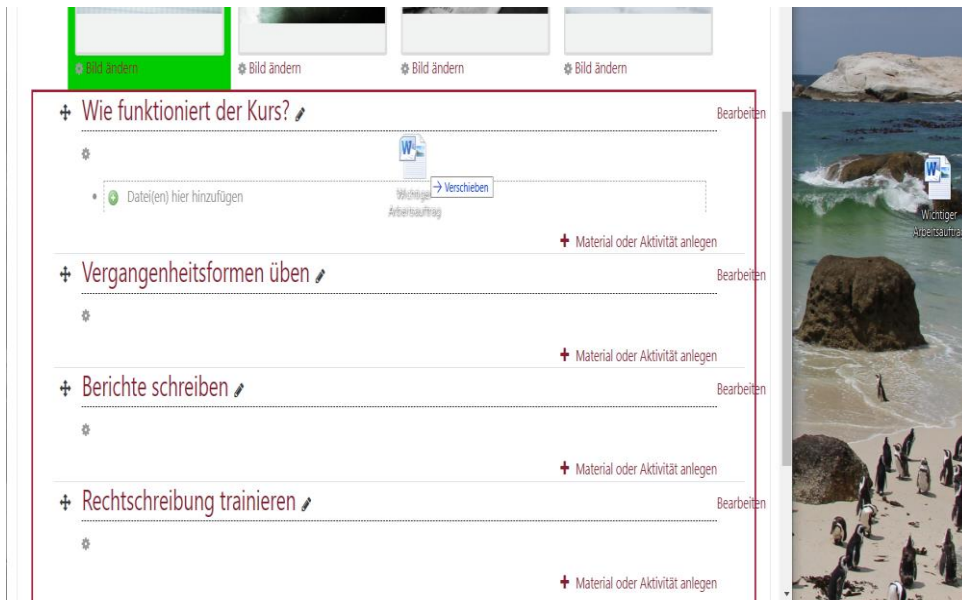 Bild ändern Bild ändern Bild ändern Bild ändern
Wie funktioniert der Kurs? Bearbeiten
Datei(en) hier hinzufügen
Wichtiger
Arbeitsauftrag
→ Verschieben
Material oder Aktivität anlegen
Vergangenheitsformen üben Bearbeiten
Material oder Aktivität anlegen
Berichte schreiben Bearbeiten
Material oder Aktivität anlegen
Rechtschreibung trainieren Bearbeiten
Material oder Aktivität anlegen
W
Wichtiger
Arbeitsauftra